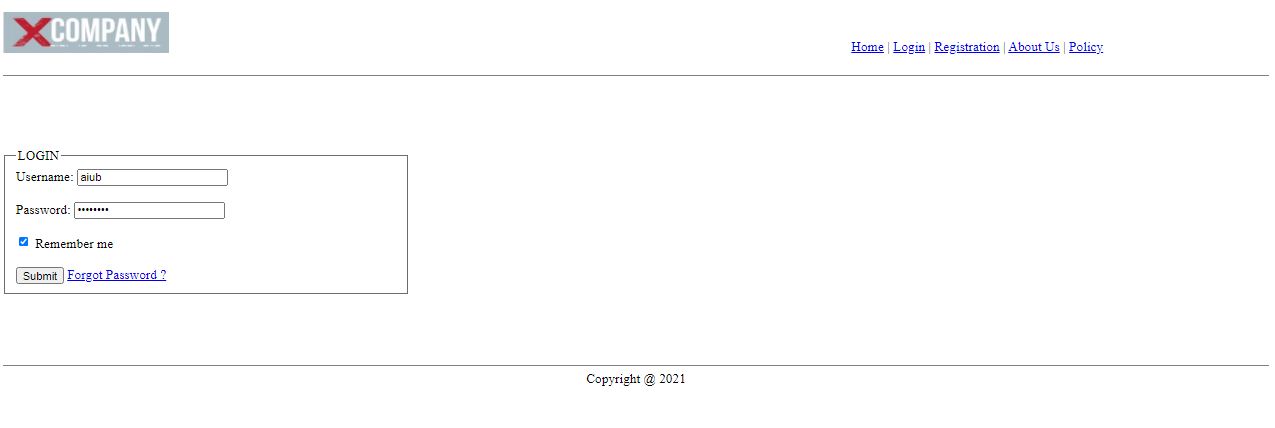 XCOMPANY
Home | Login | Registration | About Us | Policy
LOGIN
Username: aiub
Password: ••••••••
Remember me
Submit Forgot Password ?
Copyright @ 2021